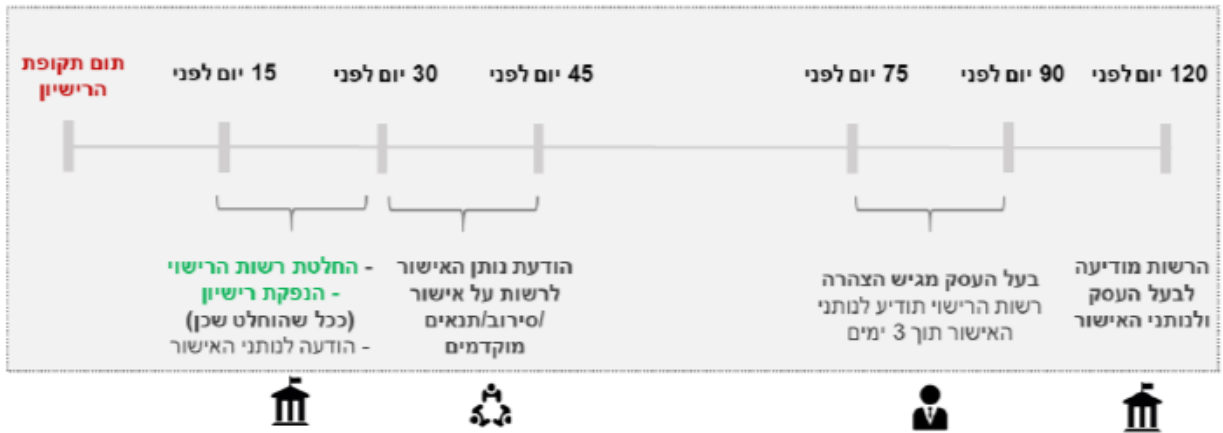 120 יום לפני
90 יום לפני
75 יום לפני
45 יום לפני
30 יום לפני
15 יום לפני
תום תקופת
הרישיון
הרשות מודיעה
לבעל העסק
ולנותני האישור
בעל העסק מגיש הצהרה
רשות הרישוי תודיע לנותני
האישור תוך 3 ימים
הודעת נותן האישור
לרשות על אישור
/סירוב/תנאים
מוקדמים
- החלטת רשות הרישוי
- הנפקת רישיון
(ככל שהוחלט שכן)
- הודעה לנותני האישור